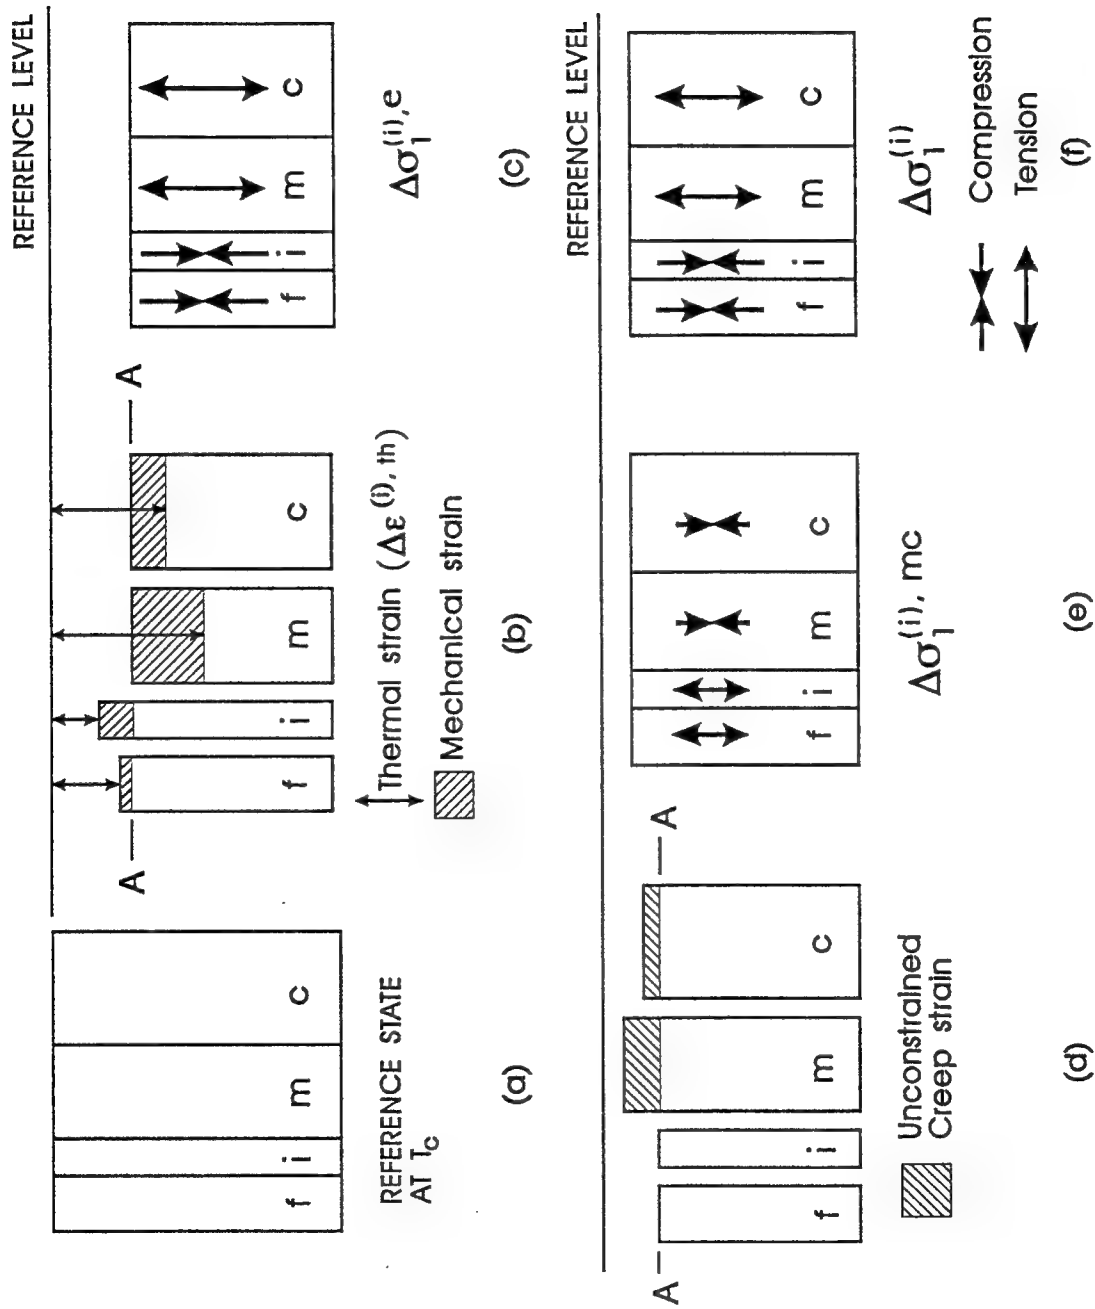 REFERENCE LEVEL
f
i
m
c
REFERENCE STATE
AT Tc
(a)
A
A
f
i
m
c
Thermal strain (Δε(i), th)
Mechanical strain
(b)
f
i
m
c
Δσ1(i),e
(c)
REFERENCE LEVEL
A
A
f
i
m
c
Unconstrained
Creep strain
(d)
f
i
m
c
Δσ1(i), mc
(e)
f
i
m
c
Δσ1(i)
Compression
Tension
(f)